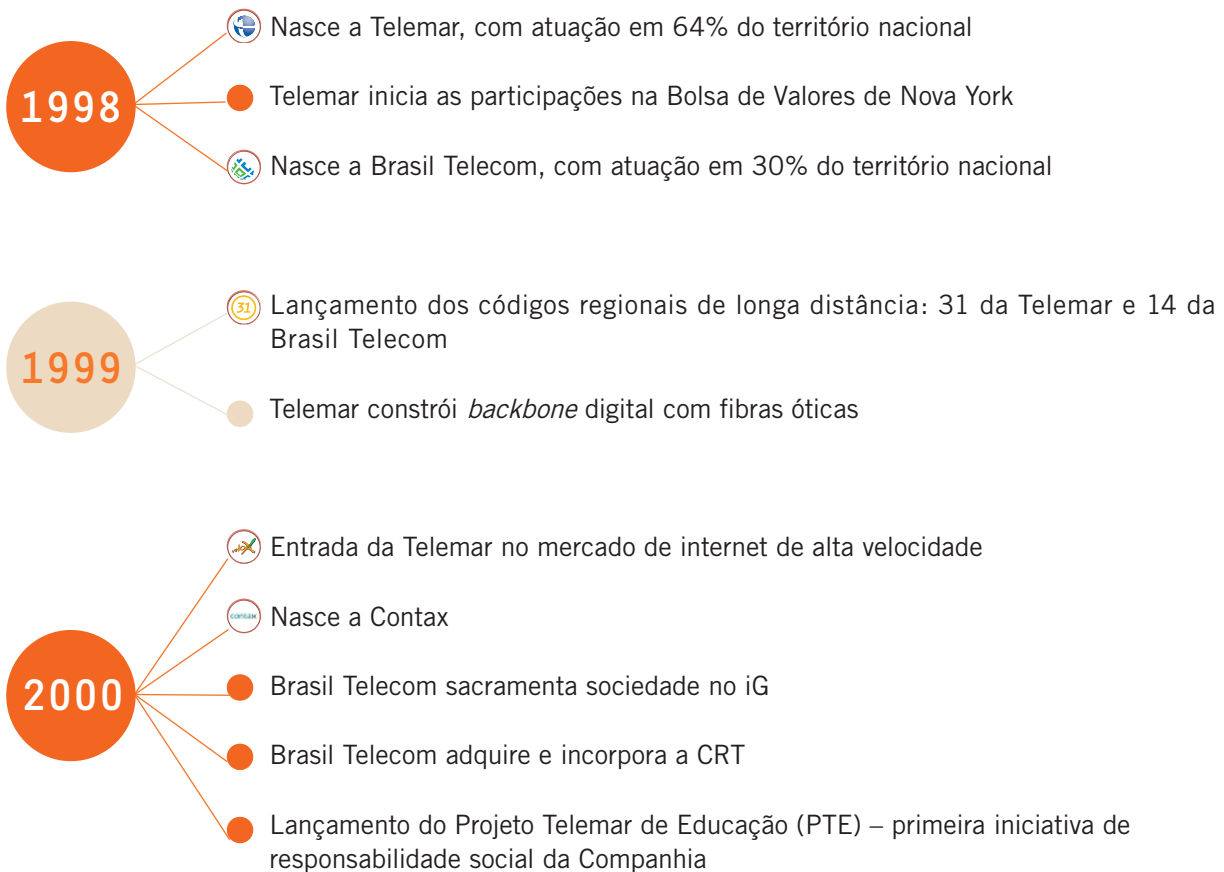 1998
Nasce a Telemar, com atuação em 64% do território nacional
Telemar inicia as participações na Bolsa de Valores de Nova York
Nasce a Brasil Telecom, com atuação em 30% do território nacional
1999
31
Lançamento dos códigos regionais de longa distância: 31 da Telemar e 14 da
Brasil Telecom
Telemar constrói backbone digital com fibras óticas
2000
Entrada da Telemar no mercado de internet de alta velocidade
contax
Nasce a Contax
Brasil Telecom sacramenta sociedade no iG
Brasil Telecom adquire e incorpora a CRT
Lançamento do Projeto Telemar de Educação (PTE) – primeira iniciativa de
responsabilidade social da Companhia